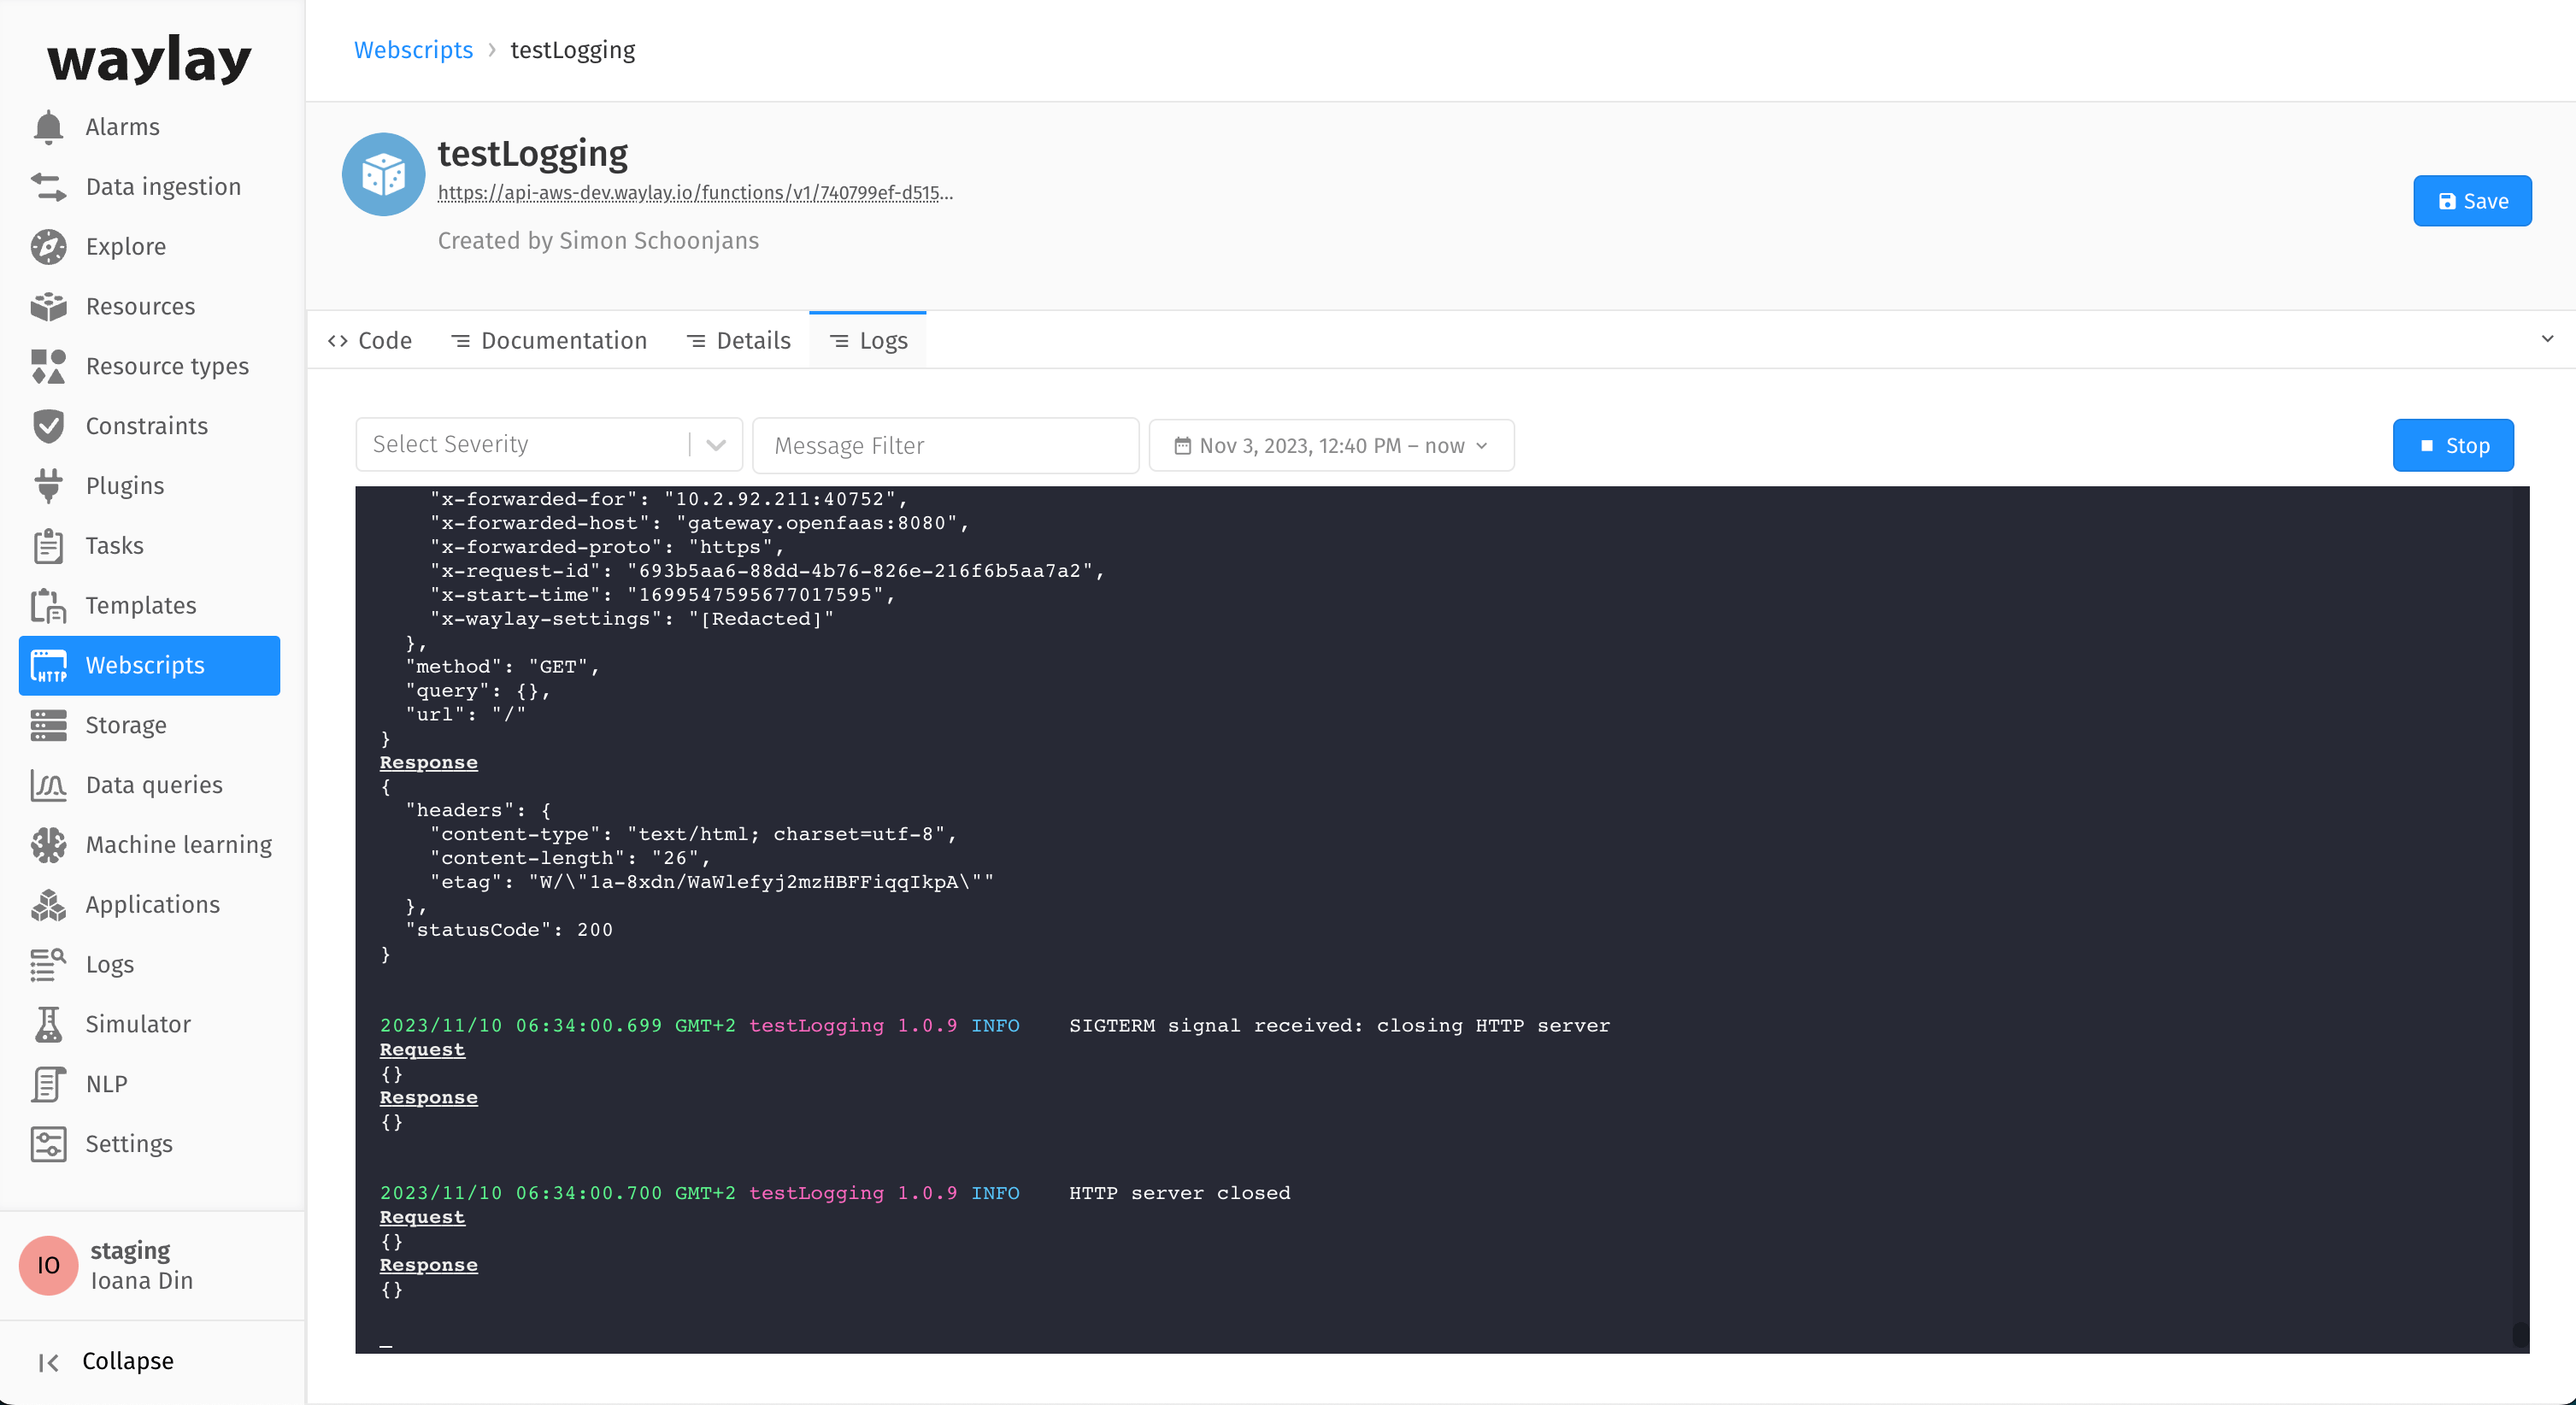 waylay
Alarms
Data ingestion
Explore
Resources
Resource types
Constraints
Plugins
Tasks
Templates
HTTP Webscripts
Storage
Data queries
Machine learning
Applications
Logs
Simulator
NLP
Settings
IO
staging
Ioana Din
Collapse
Webscripts › testLogging
testLogging
https://api-aws-dev.waylay.io/functions/v1/740799ef-d515...
Created by Simon Schoonjans
Save
<> Code Documentation Details Logs
Select Severity Message Filter Nov 3, 2023, 12:40 PM – now Stop
"x-forwarded-for": "10.2.92.211:40752",
"x-forwarded-host": "gateway.openfaas:8080",
"x-forwarded-proto": "https",
"x-request-id": "693b5aa6-88dd-4b76-826e-216f6b5aa7a2",
"x-start-time": "1699547595677017595",
"x-waylay-settings": "[Redacted]"
},
"method": "GET",
"query": {},
"url": "/"
}
Response
{
"headers": {
"content-type": "text/html; charset=utf-8",
"content-length": "26",
"etag": "W/\"1a-8xdn/WaWlefyj2mzHBFFiqqIkpA\""
},
"statusCode": 200
}
2023/11/10 06:34:00.699 GMT+2 testLogging 1.0.9 INFO SIGTERM signal received: closing HTTP server
Request
{}
Response
{}
2023/11/10 06:34:00.700 GMT+2 testLogging 1.0.9 INFO HTTP server closed
Request
{}
Response
{}
_